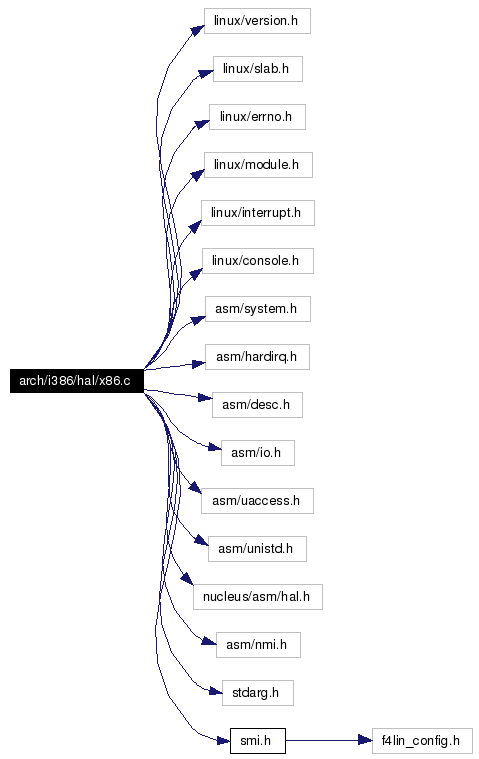 linux/version.h
linux/slab.h
linux/errno.h
linux/module.h
linux/interrupt.h
linux/console.h
asm/system.h
asm/hardirq.h
arch/i386/hal/x86.c
asm/desc.h
asm/io.h
asm/uaccess.h
asm/unistd.h
nucleus/asm/hal.h
asm/nmi.h
stdarg.h
smi.h
f4lin_config.h